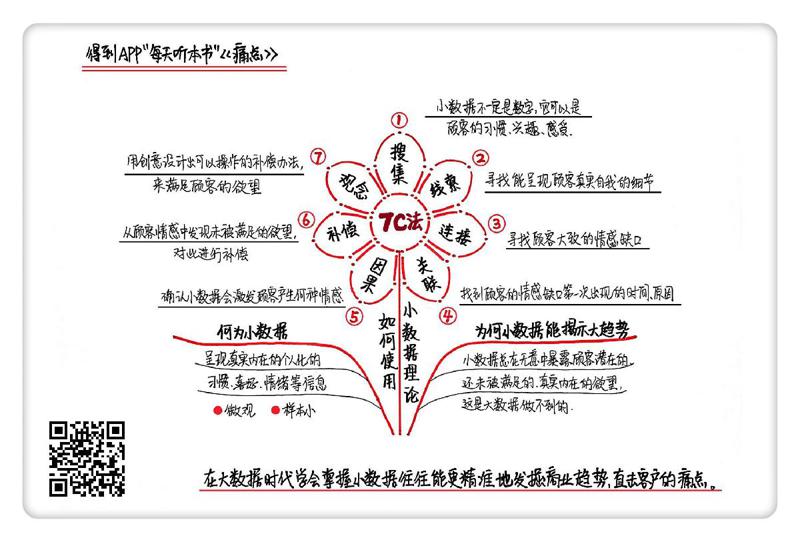 得到APP"每天听本书"《痛点》
①
小数据不一定是数字,它可以是
顾客的习惯、兴趣、感受.
搜集
②
线索
寻找能呈现顾客真实自我的细节
③
连接
寻找顾客大致的情感缺口
④
关联
找到顾客的情感缺口第一次出现的时间、原因
⑤
因果
确认小数据会激发顾客产生何种情感
⑥
补偿
从顾客情感中发现未被满足的欲望,
对此进行补偿
⑦
观念
用创意设计出可以操作的补偿办法,
来满足顾客的欲望
7C法
如何使用
小数据理论
何为小数据
呈现真实内在的个人化的
习惯、喜好、情绪等信息
微观 样本小
为何小数据能揭示大趋势
小数据总在无意中暴露顾客潜在的
还未被满足的、真实内在的欲望,
这是大数据做不到的.
在大数据时代学会掌握小数据往往能更精准地发掘商业趋势,直击客户的痛点。